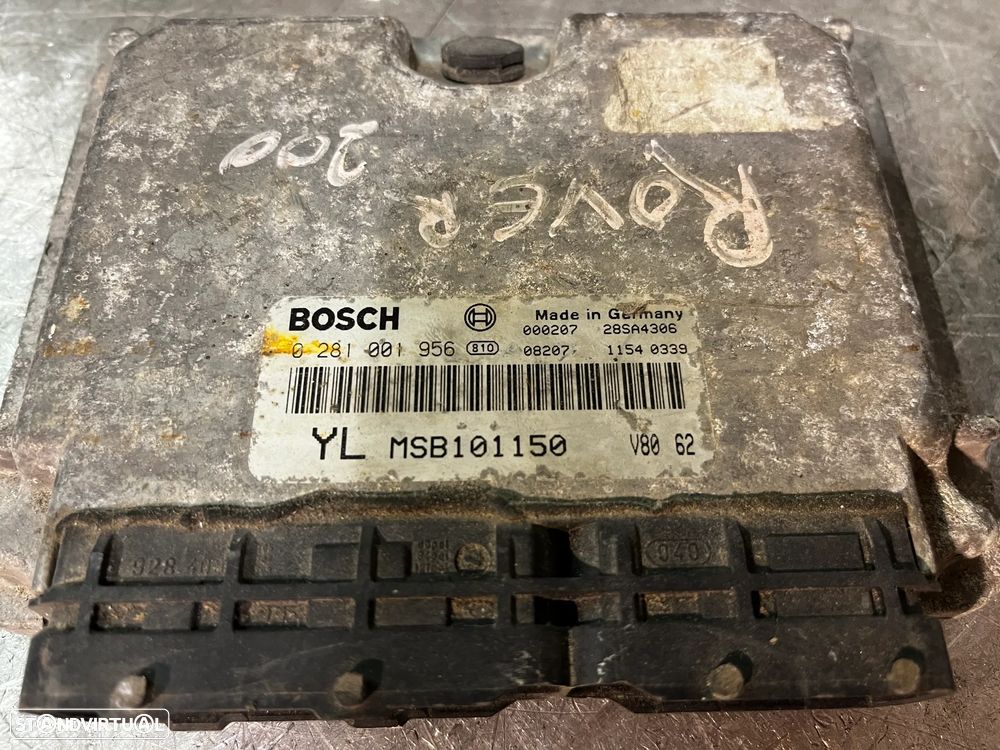 ROVER
200
BOSCH
Made in Germany
000207 28SA4306
0 281 001 956 810 08207 1154 0339
YL MSB101150 V80 62
040
STANDVIRTUAL